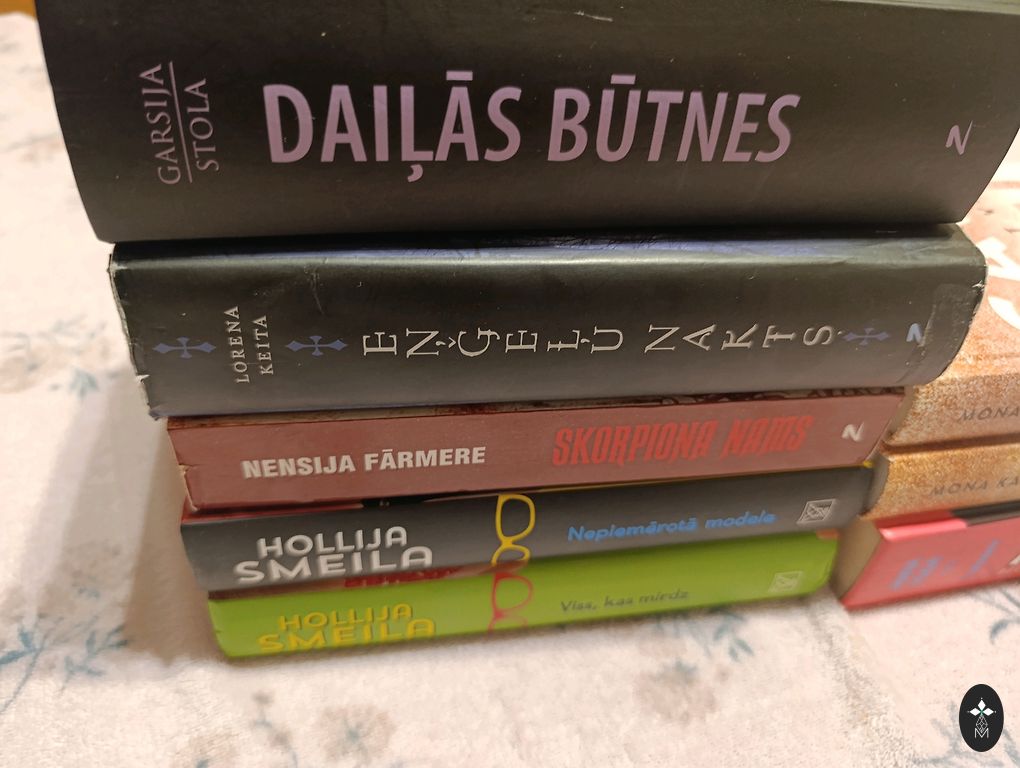 GARSIJA
STOLA
DAIĻĀS BŪTNES
LORENA
KEITA
EŅĢEĻU NAKTS
NENSIJA FĀRMERE
SKORPIONA NAMS
HOLLIJA
SMEILA
Nepiemērotā modele
HOLLIJA
SMEILA
Viss, kas mirdz
MONA
MONA KA